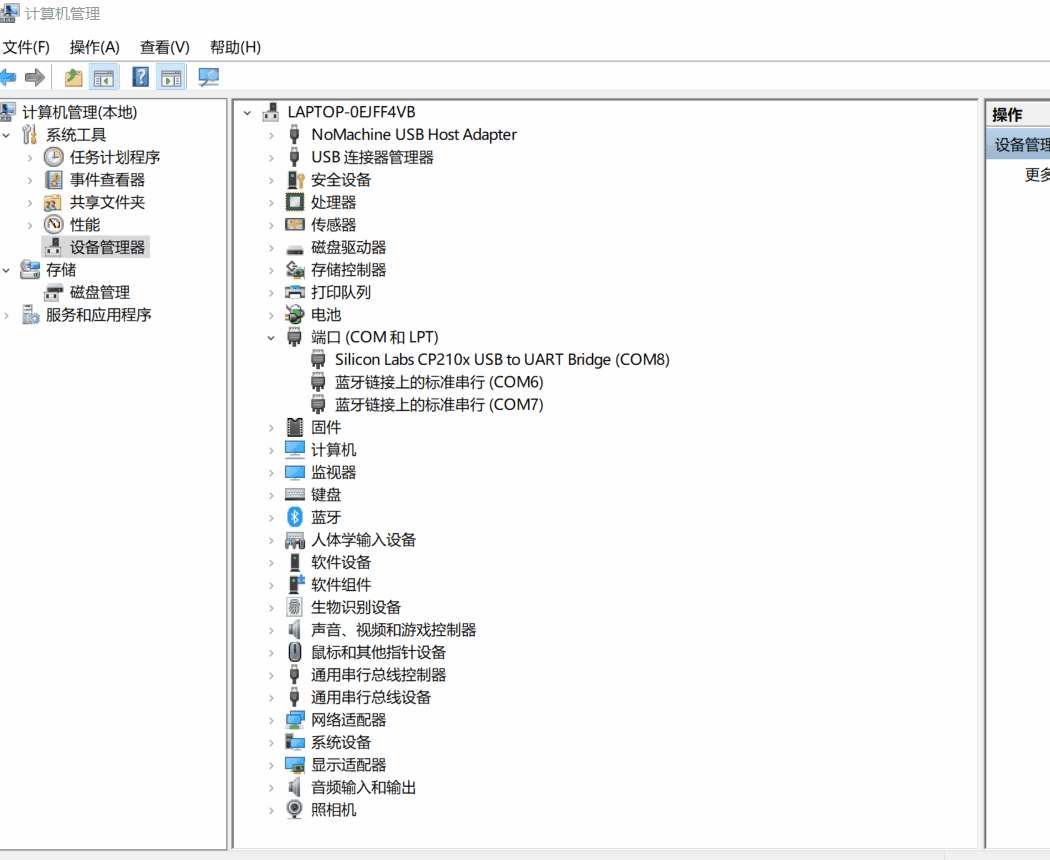 计算机管理
文件(F) 操作(A) 查看(V) 帮助(H)
计算机管理(本地)
系统工具
任务计划程序
事件查看器
共享文件夹
性能
设备管理器
存储
磁盘管理
服务和应用程序
LAPTOP-0EJFF4VB
NoMachine USB Host Adapter
USB 连接器管理器
安全设备
处理器
传感器
磁盘驱动器
存储控制器
打印队列
电池
端口 (COM 和 LPT)
Silicon Labs CP210x USB to UART Bridge (COM8)
蓝牙链接上的标准串行 (COM6)
蓝牙链接上的标准串行 (COM7)
固件
计算机
监视器
键盘
蓝牙
人体学输入设备
软件设备
软件组件
生物识别设备
声音、视频和游戏控制器
鼠标和其他指针设备
通用串行总线控制器
通用串行总线设备
网络适配器
系统设备
显示适配器
音频输入和输出
照相机
操作
设备管理
更多